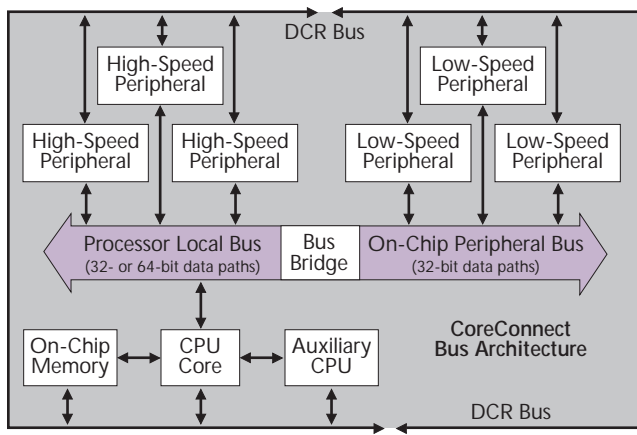 DCR Bus
High-Speed
Peripheral
Low-Speed
Peripheral
High-Speed
Peripheral
High-Speed
Peripheral
Low-Speed
Peripheral
Low-Speed
Peripheral
Processor Local Bus
(32- or 64-bit data paths)
Bus
Bridge
On-Chip Peripheral Bus
(32-bit data paths)
On-Chip
Memory
CPU
Core
Auxiliary
CPU
CoreConnect
Bus Architecture
DCR Bus